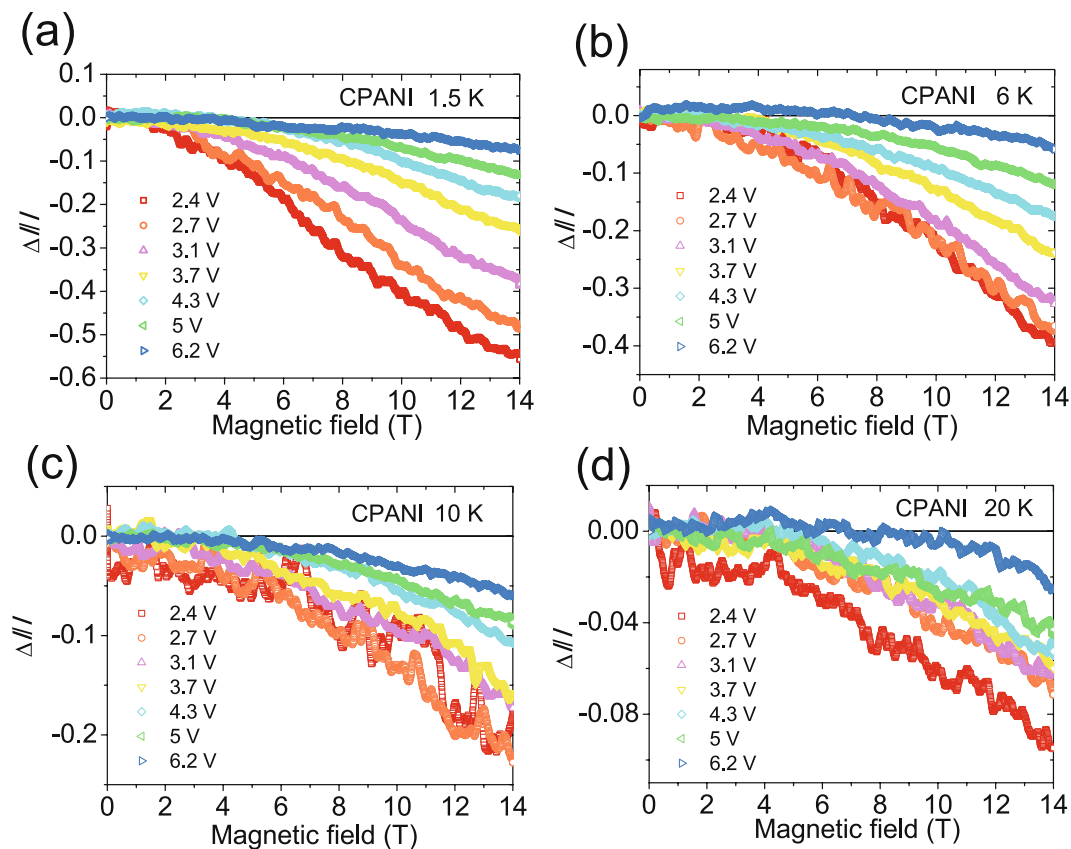 (a)
CPANI 1.5 K
0.1
0.0
-0.1
-0.2
-0.3
-0.4
-0.5
-0.6
ΔI/I
2.4 V
2.7 V
3.1 V
3.7 V
4.3 V
5 V
6.2 V
0 2 4 6 8 10 12 14
Magnetic field (T)
(b)
CPANI 6 K
0.0
-0.1
-0.2
-0.3
-0.4
ΔI/I
2.4 V
2.7 V
3.1 V
3.7 V
4.3 V
5 V
6.2 V
0 2 4 6 8 10 12 14
Magnetic field (T)
(c)
CPANI 10 K
0.0
-0.1
-0.2
ΔI/I
2.4 V
2.7 V
3.1 V
3.7 V
4.3 V
5 V
6.2 V
0 2 4 6 8 10 12 14
Magnetic field (T)
(d)
CPANI 20 K
0.00
-0.04
-0.08
ΔI/I
2.4 V
2.7 V
3.1 V
3.7 V
4.3 V
5 V
6.2 V
0 2 4 6 8 10 12 14
Magnetic field (T)